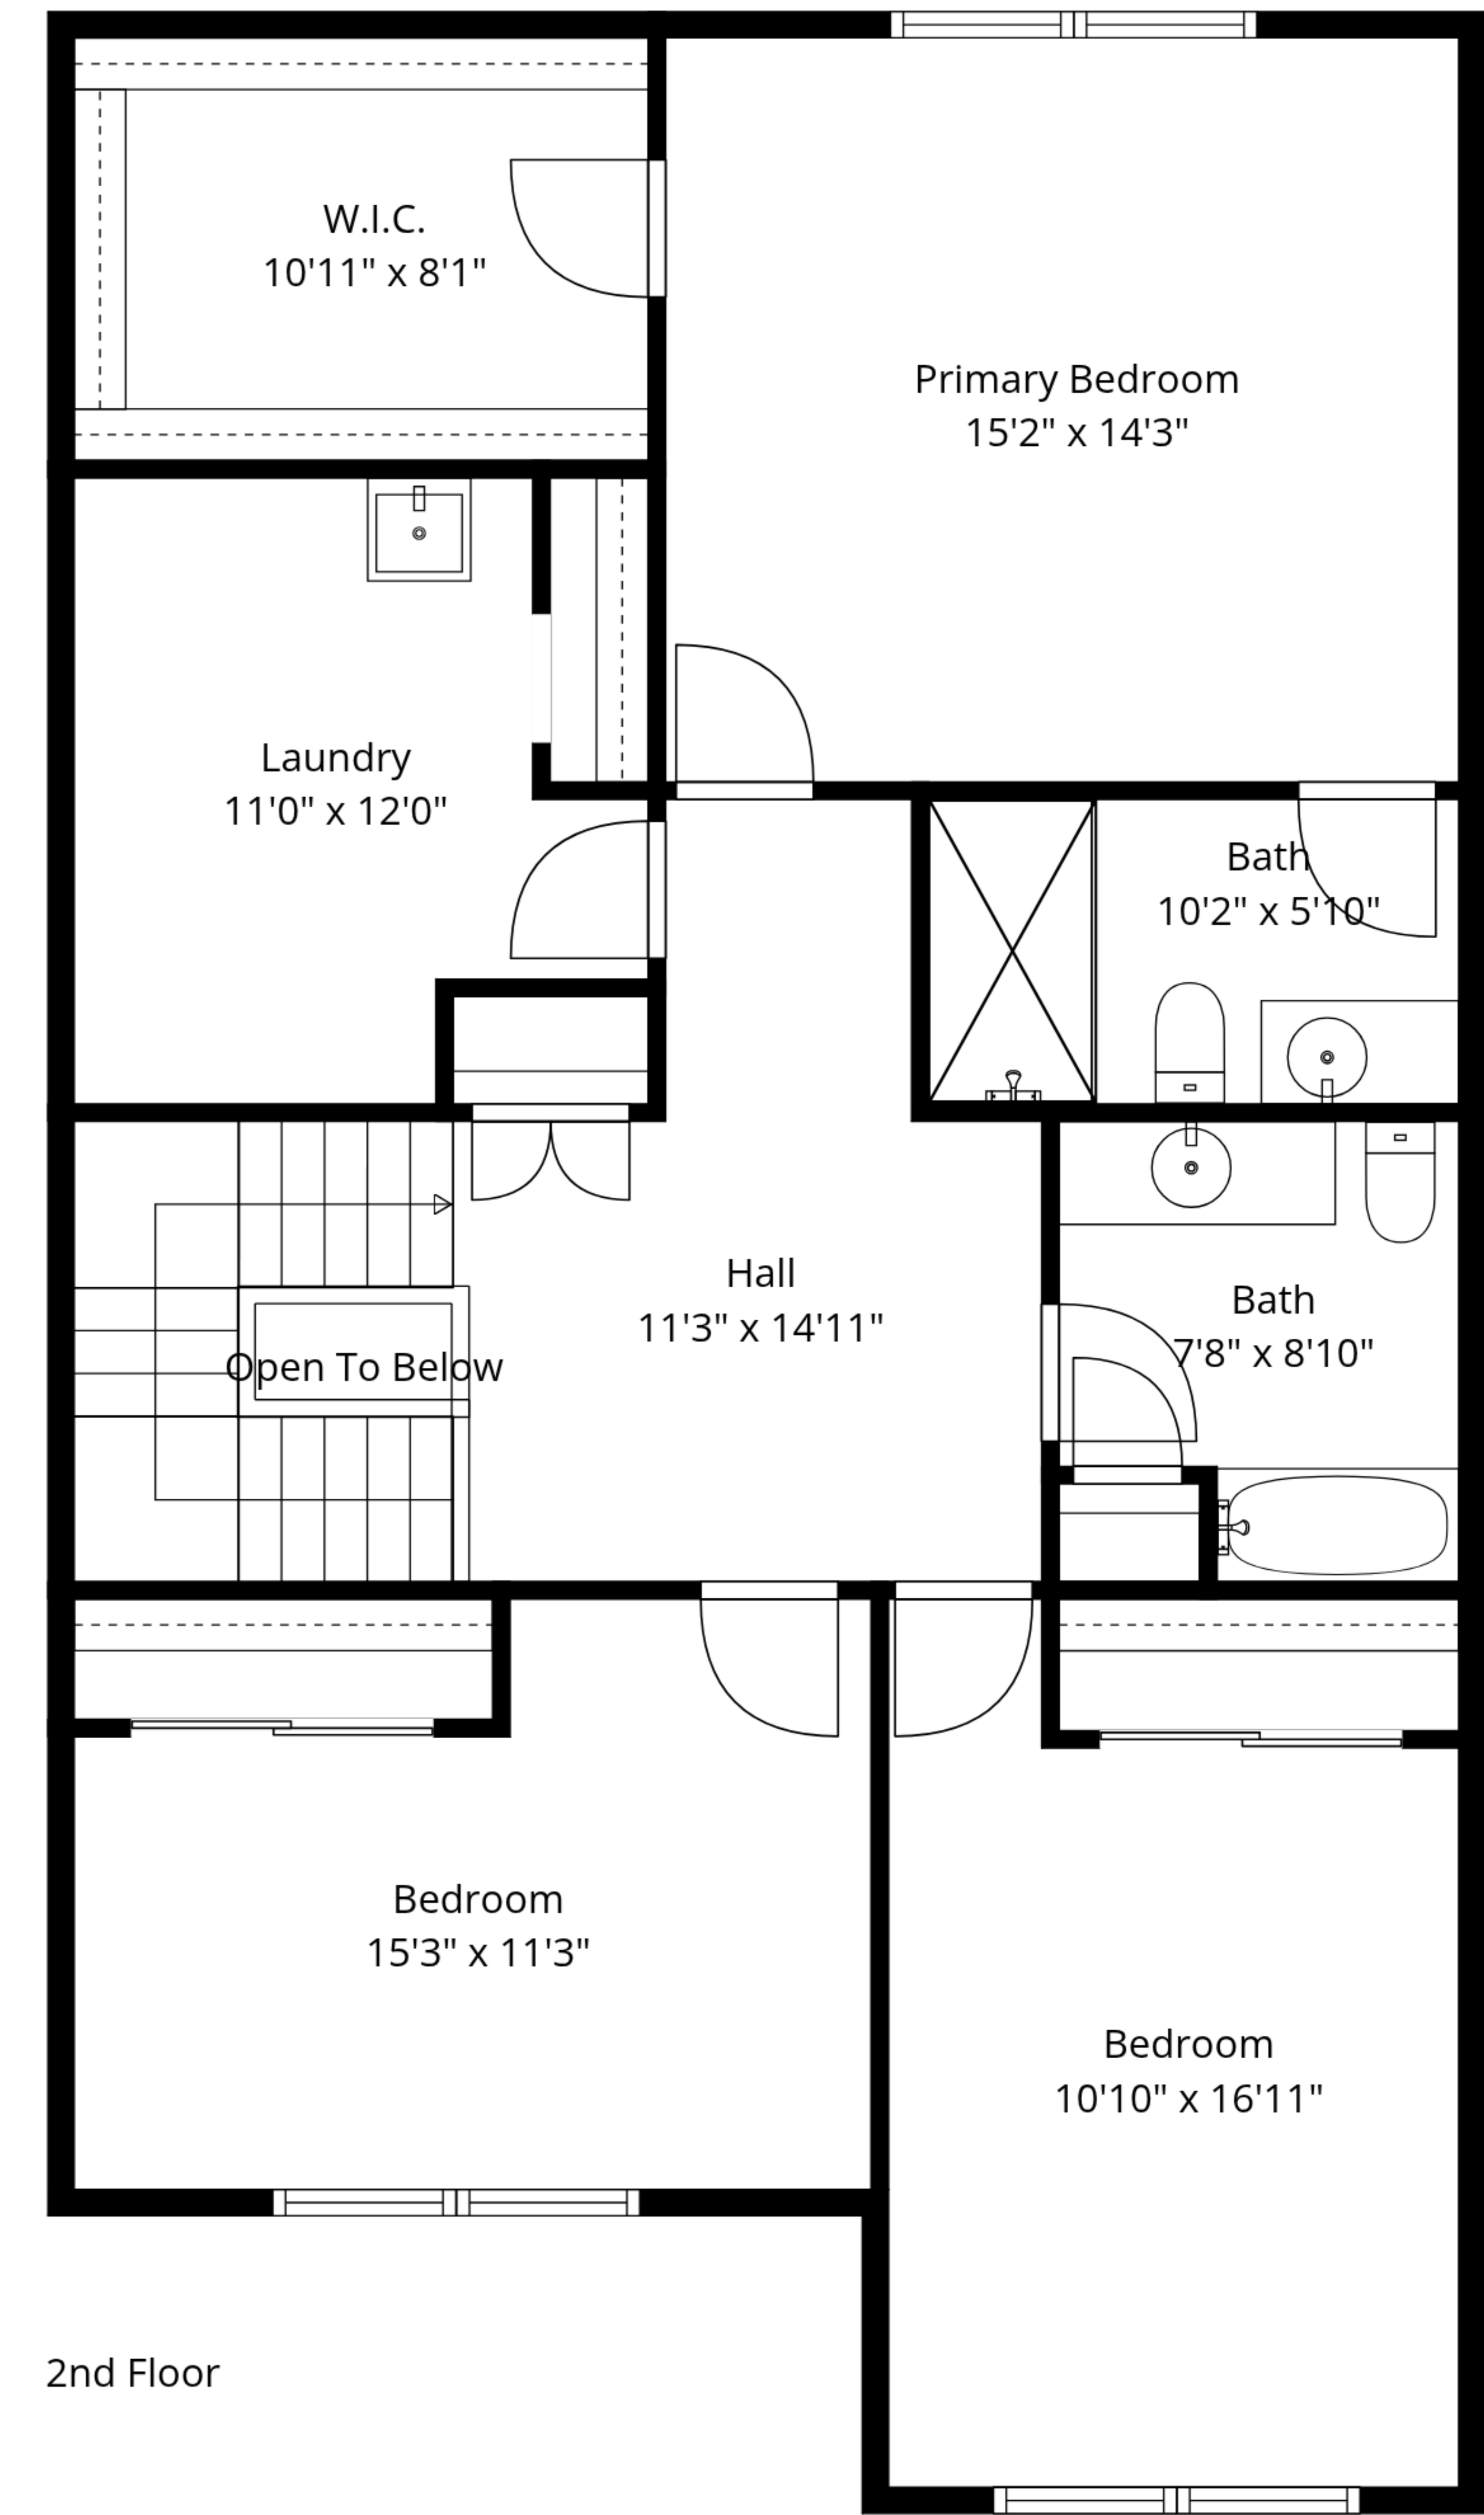 W.I.C.
10'11" x 8'1"
Primary Bedroom
15'2" x 14'3"
Laundry
11'0" x 12'0"
Bath
10'2" x 5'10"
Hall
11'3" x 14'11"
Bath
7'8" x 8'10"
Open To Below
Bedroom
15'3" x 11'3"
Bedroom
10'10" x 16'11"
2nd Floor